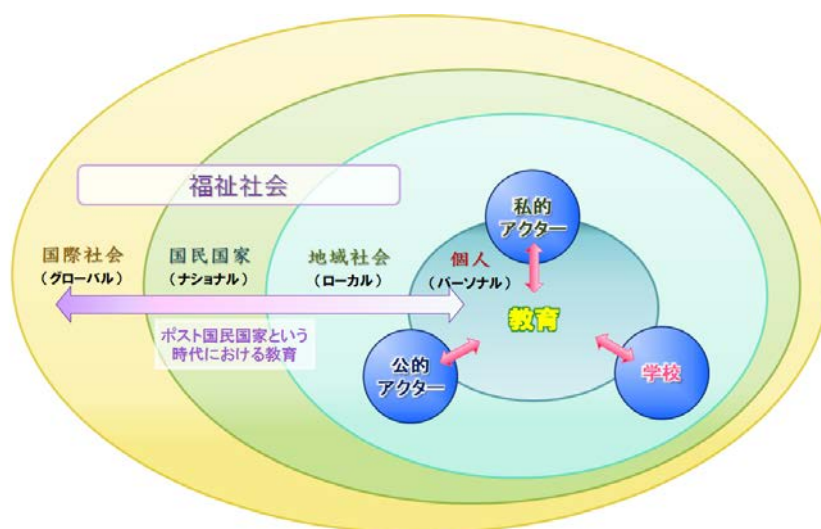 福祉社会
私的
アクター
国際社会
(グローバル)
国民国家
(ナショナル)
地域社会
(ローカル)
個人
(パーソナル)
教育
ポスト国民国家という
時代における教育
公的
アクター
学校